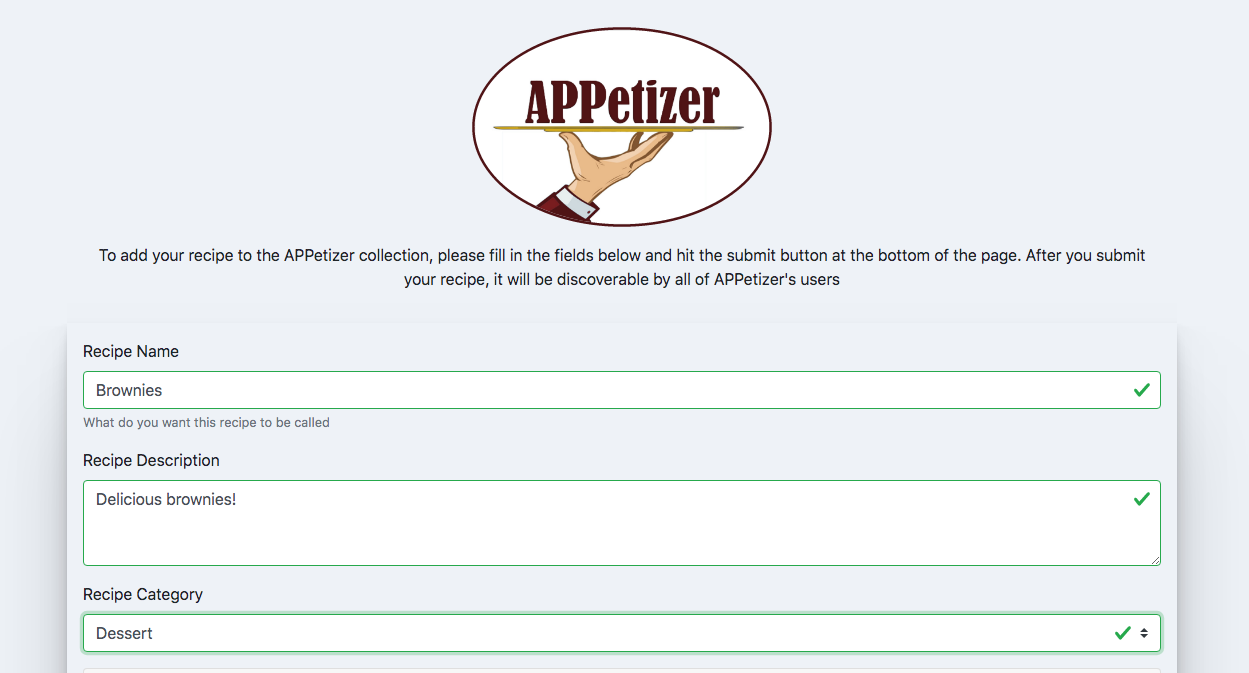 APPetizer
To add your recipe to the APPetizer collection, please fill in the fields below and hit the submit button at the bottom of the page. After you submit
your recipe, it will be discoverable by all of APPetizer's users
Recipe Name
Brownies
What do you want this recipe to be called
Recipe Description
Delicious brownies!
Recipe Category
Dessert